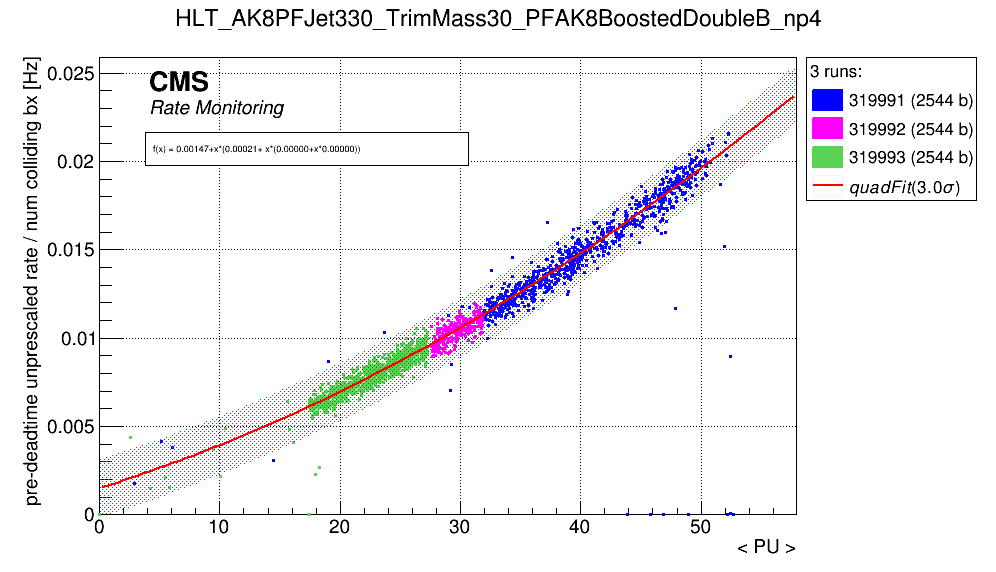 HLT_AK8PFJet330_TrimMass30_PFAK8BoostedDoubleB_np4
pre-deadtime unprescaled rate / num colliding bx [Hz]
0.025
0.02
0.015
0.01
0.005
0
CMS
Rate Monitoring
f(x) = 0.00147+x*(0.00021+ x*(0.00000+x*0.00000))
3 runs:
319991 (2544 b)
319992 (2544 b)
319993 (2544 b)
quadFit(3.0σ)
0 10 20 30 40 50
< PU >